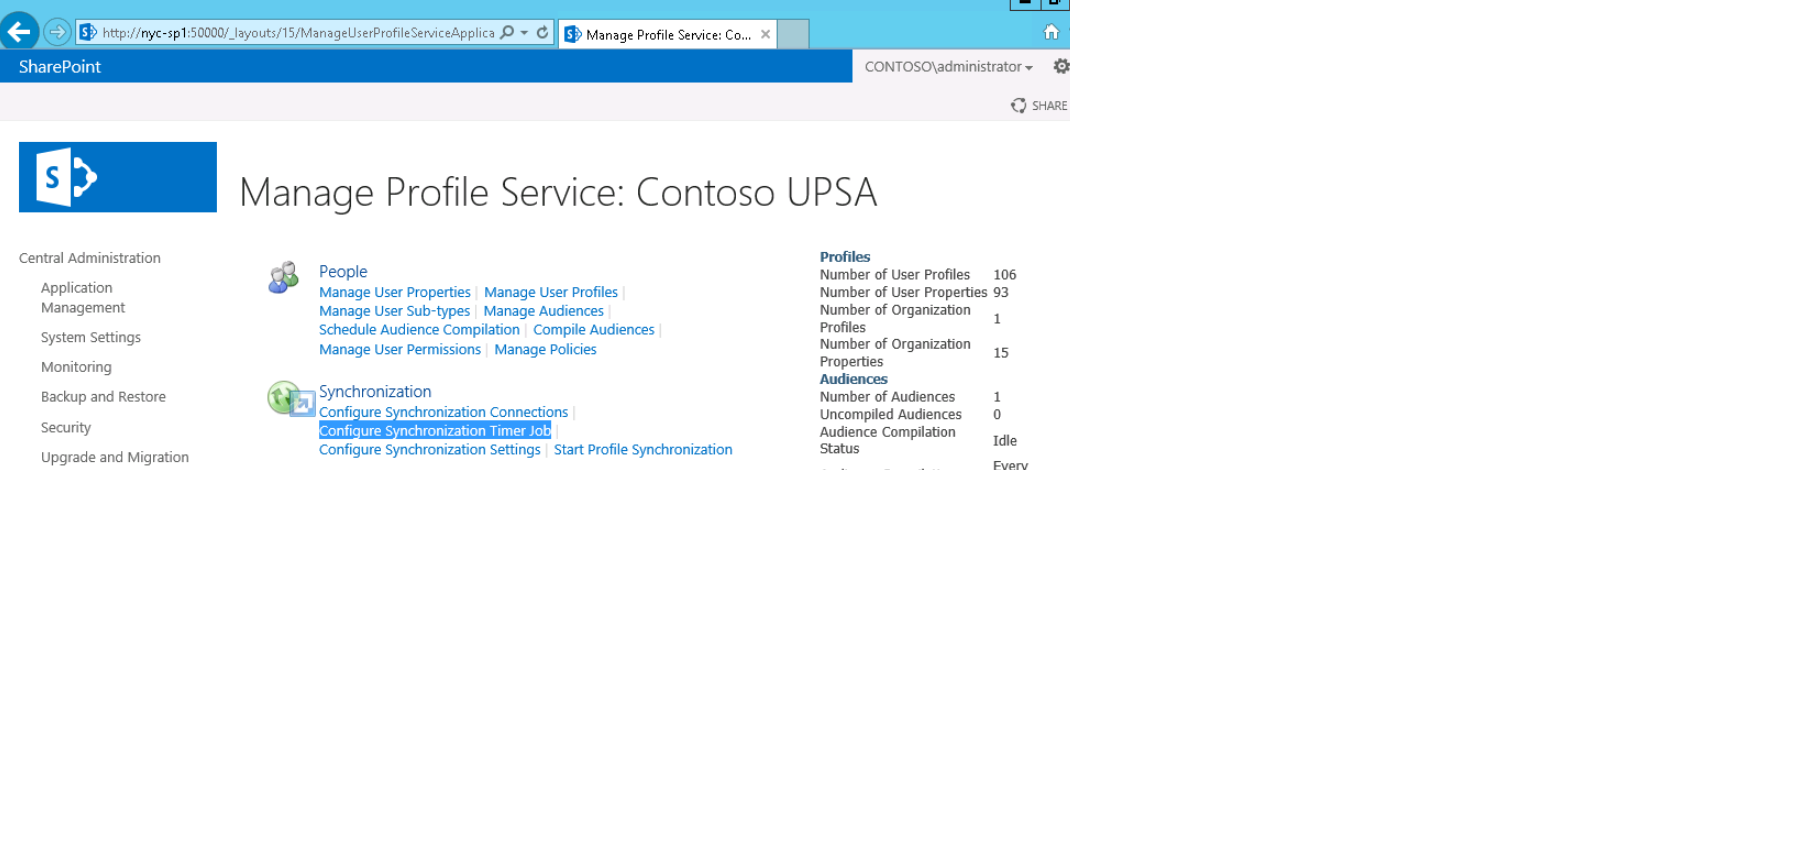 http://nyc-sp1:50000/_layouts/15/ManageUserProfileServiceApplica
Manage Profile Service: Co...
SharePoint
CONTOSO\administrator
SHARE
S
Manage Profile Service: Contoso UPSA
Central Administration
Application
Management
System Settings
Monitoring
Backup and Restore
Security
Upgrade and Migration
People
Manage User Properties | Manage User Profiles |
Manage User Sub-types | Manage Audiences |
Schedule Audience Compilation | Compile Audiences |
Manage User Permissions | Manage Policies
Synchronization
Configure Synchronization Connections |
Configure Synchronization Timer Job |
Configure Synchronization Settings | Start Profile Synchronization
Profiles
Number of User Profiles 106
Number of User Properties 93
Number of Organization
Profiles 1
Number of Organization
Properties 15
Audiences
Number of Audiences 1
Uncompiled Audiences 0
Audience Compilation
Status Idle
Every